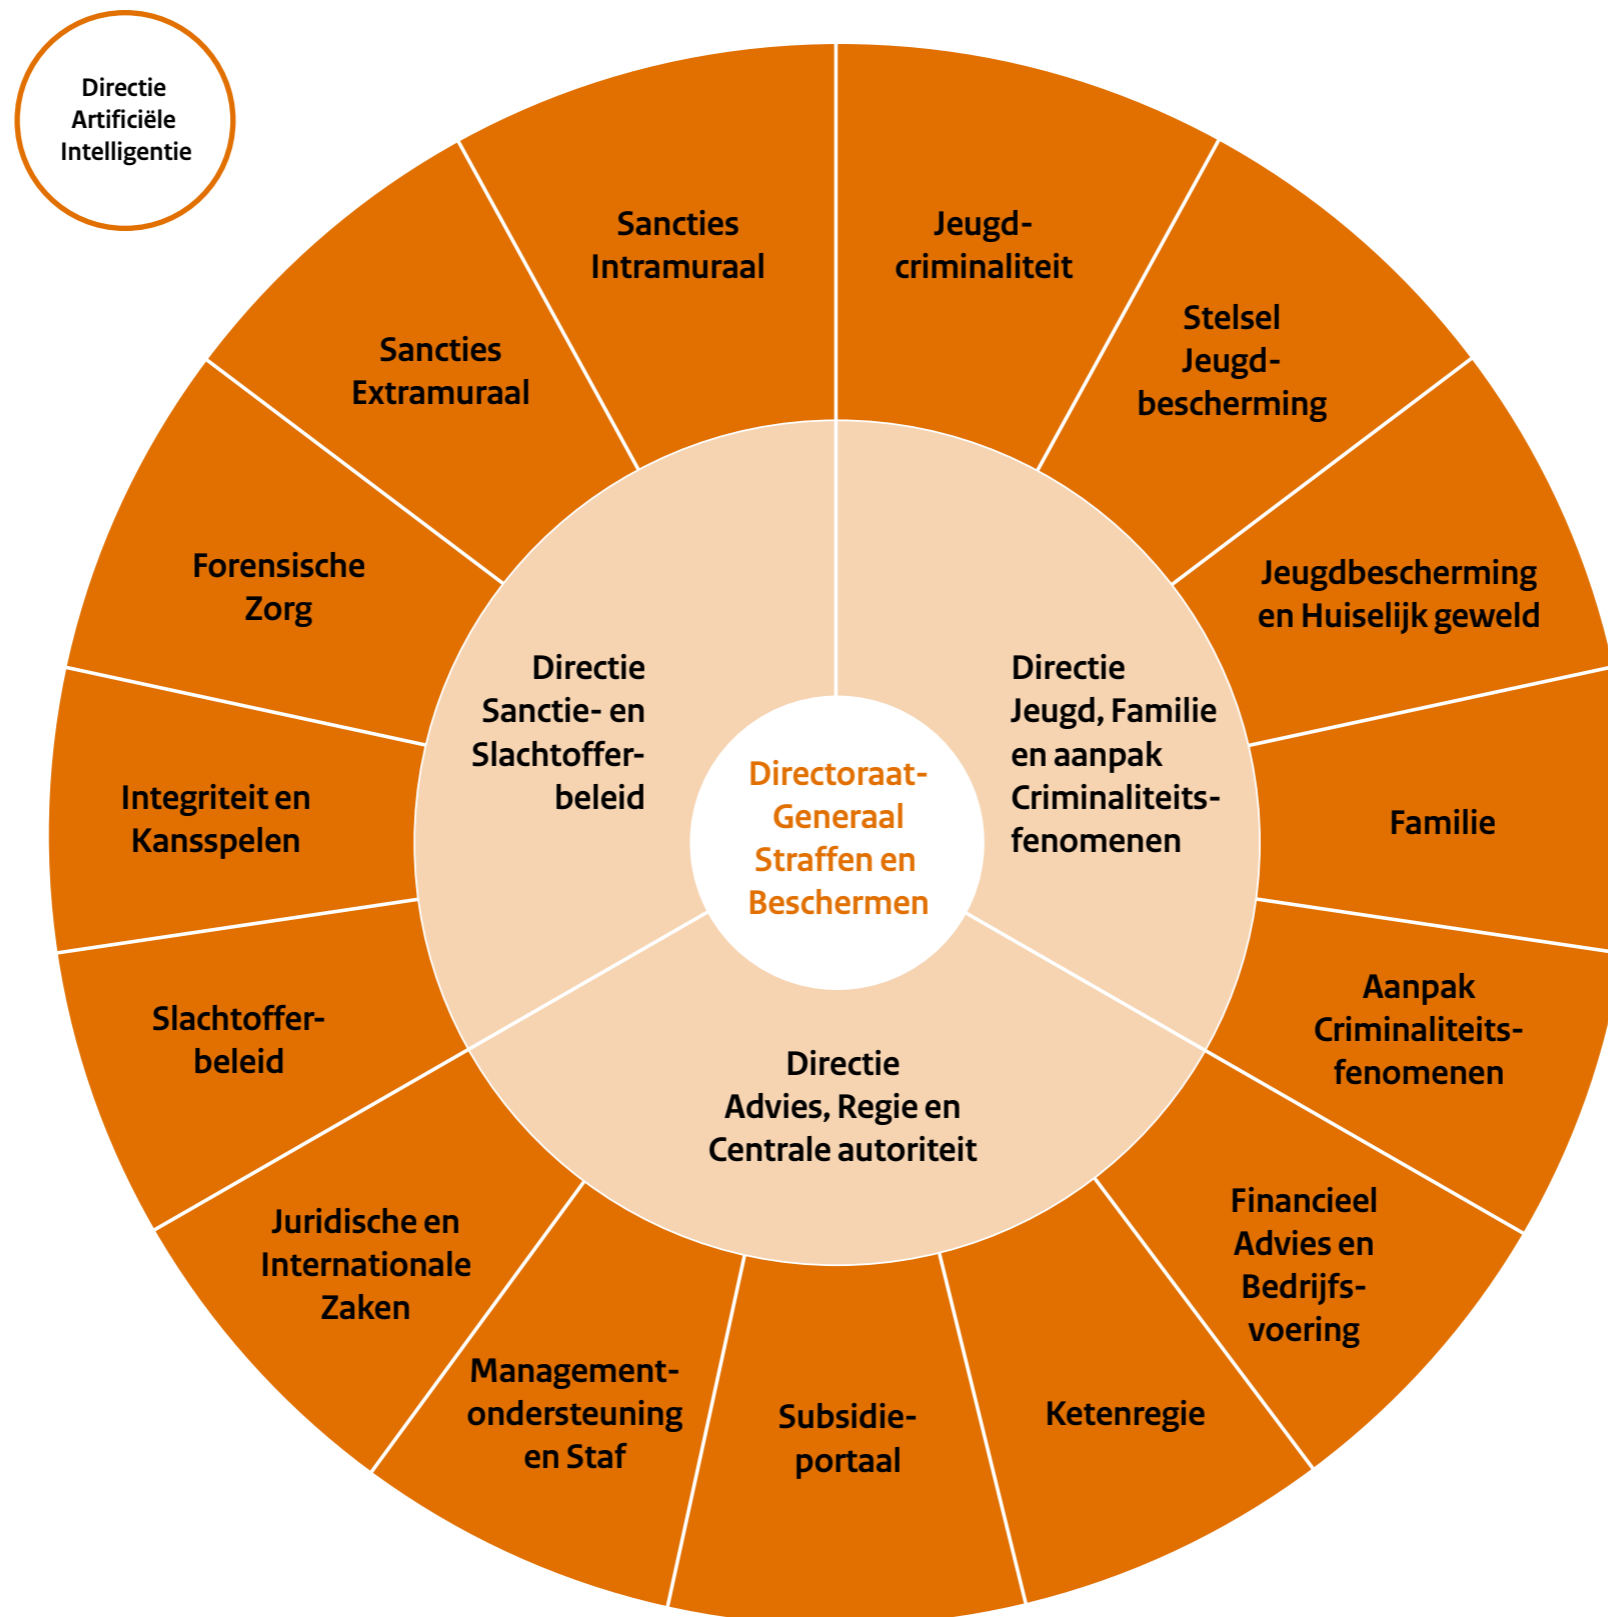 Directie
Artificiële
Intelligentie
Sancties
Intramuraal
Jeugd-
criminaliteit
Stelsel
Jeugd-
bescherming
Sancties
Extramuraal
Forensische
Zorg
Jeugdbescherming
en Huiselijk geweld
Directie
Sanctie- en
Slachtoffer-
beleid
Directie
Jeugd, Familie
en aanpak
Criminaliteits-
fenomenen
Directoraat-
Generaal
Straffen en
Beschermen
Integriteit en
Kansspelen
Familie
Slachtoffer-
beleid
Aanpak
Criminaliteits-
fenomenen
Directie
Advies, Regie en
Centrale autoriteit
Juridische en
Internationale
Zaken
Financieel
Advies en
Bedrijfs-
voering
Management-
ondersteuning
en Staf
Subsidie-
portaal
Ketenregie